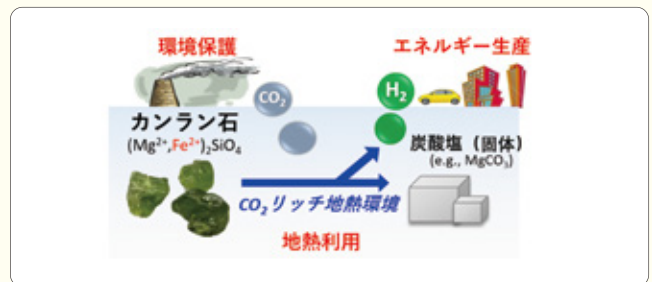 環境保護
エネルギー生産
CO₂
H₂
カンラン石
(Mg²⁺,Fe²⁺)₂SiO₄
炭酸塩（固体）
(e.g., MgCO₃)
CO₂リッチ地熱環境
地熱利用